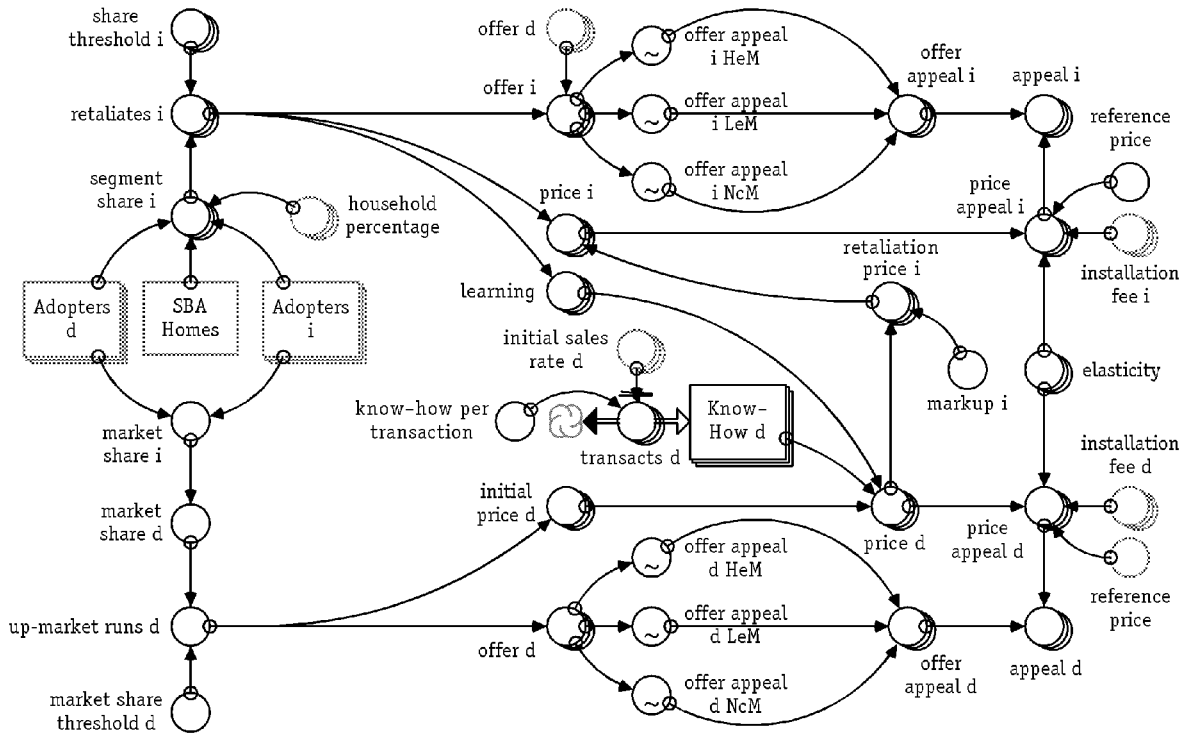 share
threshold i
offer d
offer appeal
i HeM
offer
appeal i
appeal i
retaliates i
offer i
offer appeal
i LeM
reference
price
segment
share i
household
percentage
price i
offer appeal
i NcM
price
appeal i
retaliation
price i
installation
fee i
learning
Adopters
d
SBA
Homes
Adopters
i
initial sales
rate d
elasticity
markup i
know-how per
transaction
transacts d
Know-
How d
market
share i
installation
fee d
initial
price d
price d
price
appeal d
market
share d
offer appeal
d HeM
reference
price
up-market runs d
offer d
offer appeal
d LeM
offer
appeal d
appeal d
market share
threshold d
offer appeal
d NcM
~
~
~
~
~
~